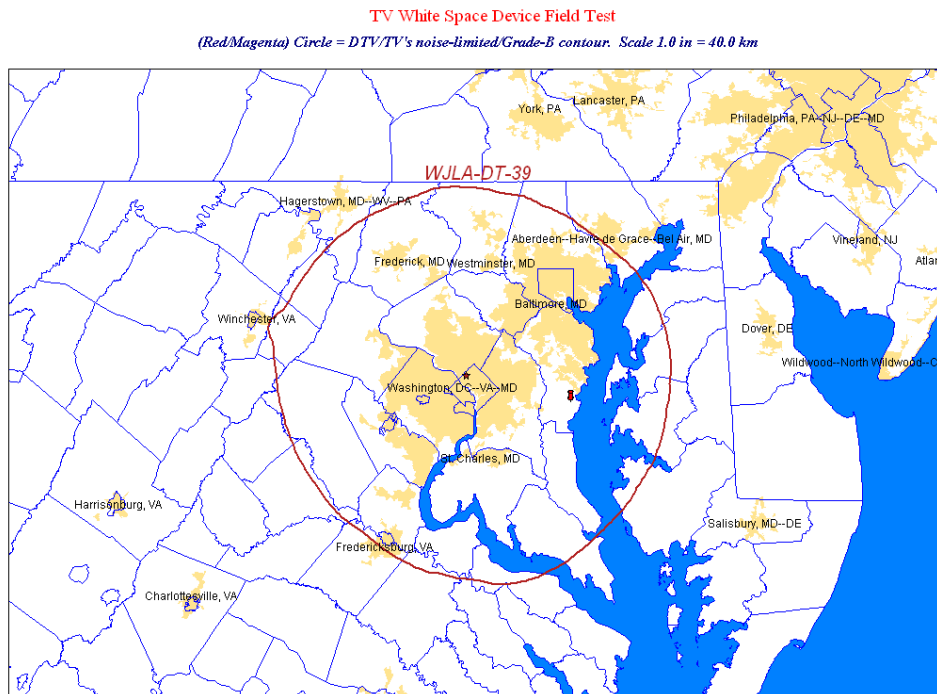 TV White Space Device Field Test
(Red/Magenta) Circle = DTV/TV's noise-limited/Grade-B contour. Scale 1.0 in = 40.0 km
York, PA
Lancaster, PA
Philadelphia, PA--NJ--DE--MD
WJLA-DT-39
Hagerstown, MD--WV--PA
Aberdeen--Havre de Grace--Bel Air, MD
Vineland, NJ
Frederick, MD
Westminster, MD
Atlan
Baltimore, MD
Winchester, VA
Dover, DE
Wildwood--North Wildwood--C
Washington, DC--VA--MD
St. Charles, MD
Harrisonburg, VA
Salisbury, MD--DE
Fredericksburg, VA
Charlottesville, VA